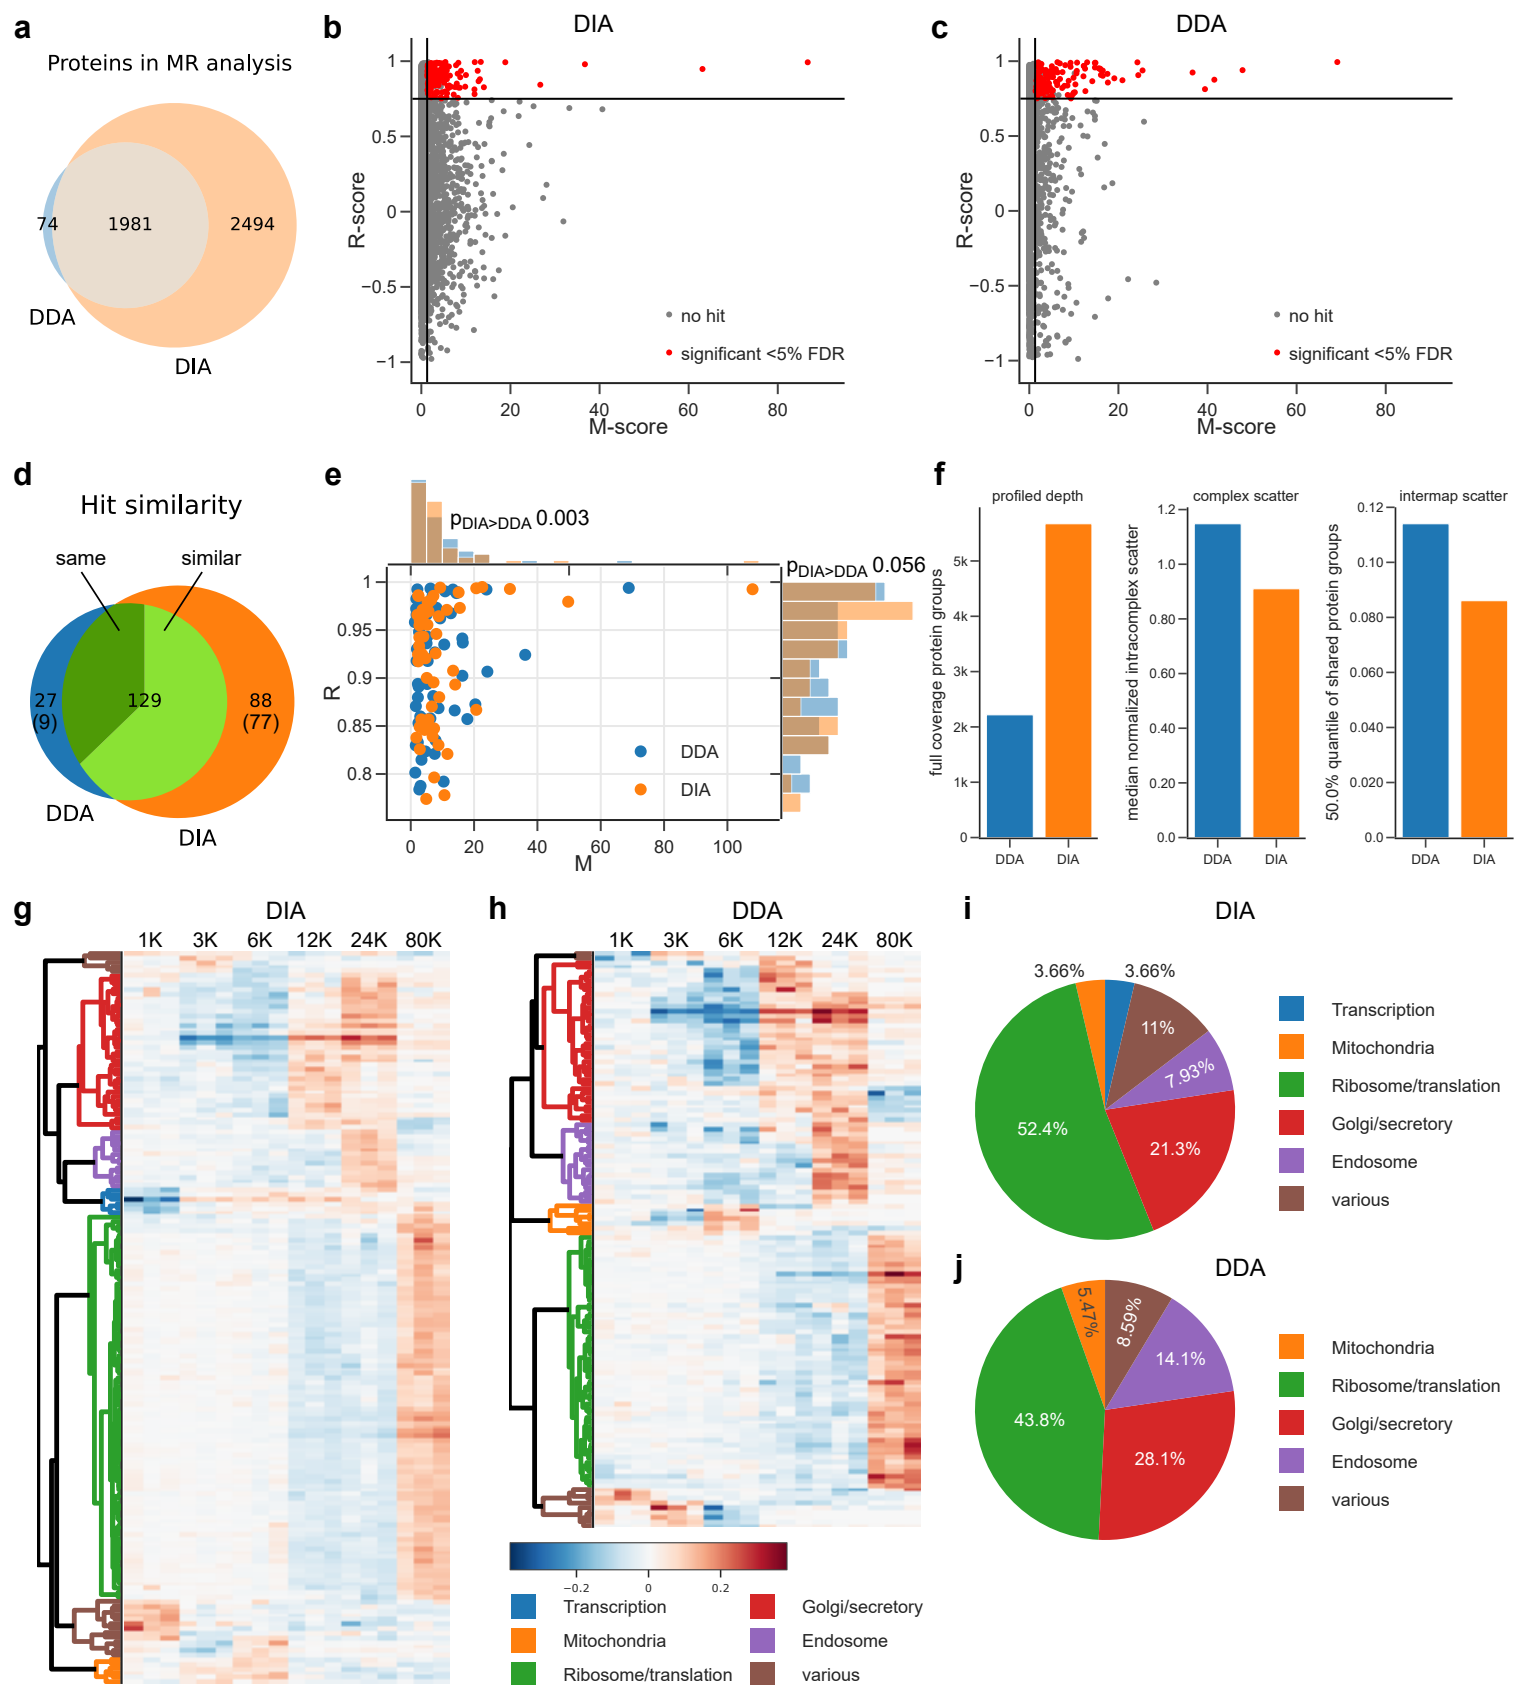 a
Proteins in MR analysis
74
1981
2494
DDA
DIA
b
DIA
R-score
1
0.5
0
−0.5
−1
no hit
significant <5% FDR
0
20
40
60
80
M-score
c
DDA
R-score
1
0.5
0
−0.5
−1
no hit
significant <5% FDR
0
20
40
60
80
M-score
d
Hit similarity
same
similar
27
(9)
129
88
(77)
DDA
DIA
e
pDIA>DDA 0.003
pDIA>DDA 0.056
R
1
0.95
0.9
0.85
0.8
DDA
DIA
0
20
40
60
80
100
M
f
profiled depth
full coverage protein groups
5k
4k
3k
2k
1k
0
DDA
DIA
complex scatter
median normalized intracomplex scatter
1.2
1.0
0.80
0.60
0.40
0.20
0.0
DDA
DIA
intermap scatter
50.0% quantile of shared protein groups
0.12
0.10
0.080
0.060
0.040
0.020
0.0
DDA
DIA
g
DIA
1K 3K 6K 12K 24K 80K
h
DDA
1K 3K 6K 12K 24K 80K
−0.2
0
0.2
Transcription
Mitochondria
Ribosome/translation
Golgi/secretory
Endosome
various
i
DIA
3.66%
3.66%
11%
7.93%
52.4%
21.3%
Transcription
Mitochondria
Ribosome/translation
Golgi/secretory
Endosome
various
j
DDA
5.47%
8.59%
14.1%
43.8%
28.1%
Mitochondria
Ribosome/translation
Golgi/secretory
Endosome
various